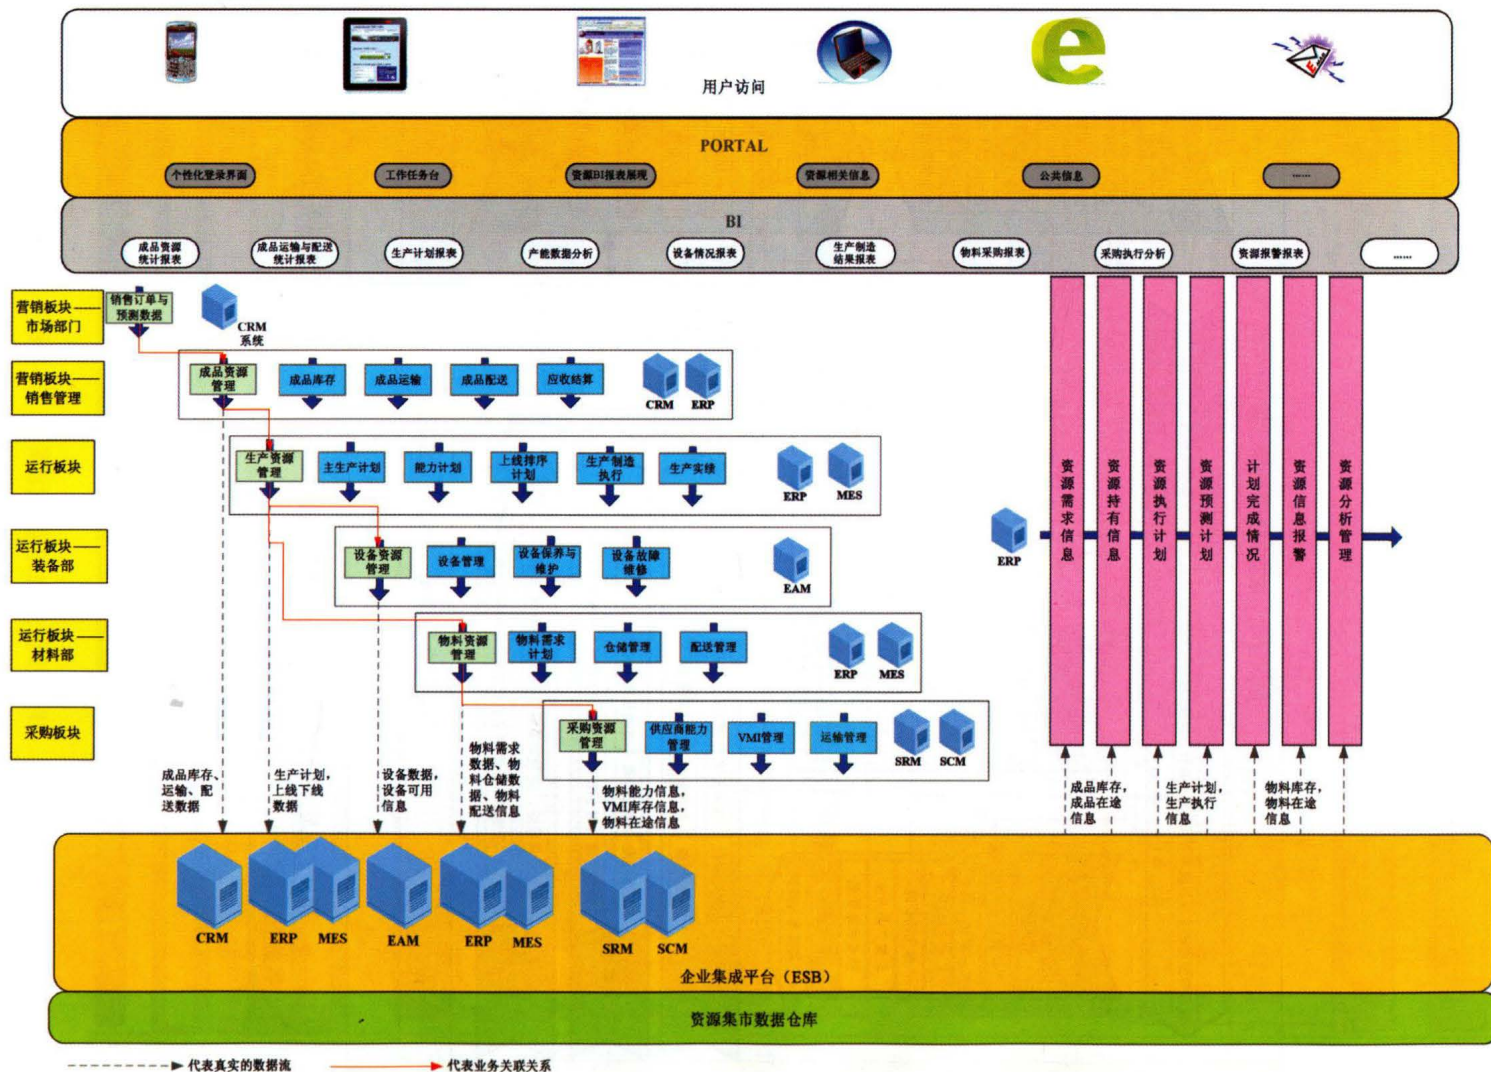 用户访问
PORTAL
个性化登录界面
工作任务台
资源BI报表展现
资源相关信息
公共信息
......
BI
成品资源
统计报表
成品运输与配送
统计报表
生产计划报表
产能数据分析
设备情况报表
生产制造
结果报表
物料采购报表
采购执行分析
资源报警报表
......
营销板块——
市场部门
销售订单与
预测数据
CRM
系统
营销板块——
销售管理
成品资源
管理
成品库存
成品运输
成品配送
应收结算
CRM
ERP
运行板块
生产资源
管理
主生产计划
能力计划
上线排序
计划
生产制造
执行
生产实绩
ERP
MES
运行板块——
装备部
设备资源
管理
设备管理
设备保养与
维护
设备故障
维修
EAM
运行板块——
材料部
物料资源
管理
物料需求
计划
仓储管理
配送管理
ERP
MES
采购板块
采购资源
管理
供应商能力
管理
VMI管理
运输管理
SRM
SCM
ERP
资源需求信息
资源持有信息
资源执行计划
资源预测计划
计划完成情况
资源信息报警
资源分析管理
成品库存、
运输、配
送数据
生产计划，
上线下线
数据
设备数据，
设备可用
信息
物料需求
数据、物
料仓储数
据、物料
配送信息
物料能力信息，
VMI库存信息，
物料在途信息
成品库存，
成品在途
信息
生产计划，
生产执行
信息
物料库存，
物料在途
信息
CRM
ERP
MES
EAM
ERP
MES
SRM
SCM
企业集成平台（ESB）
资源集市数据仓库
代表真实的数据流
代表业务关联关系